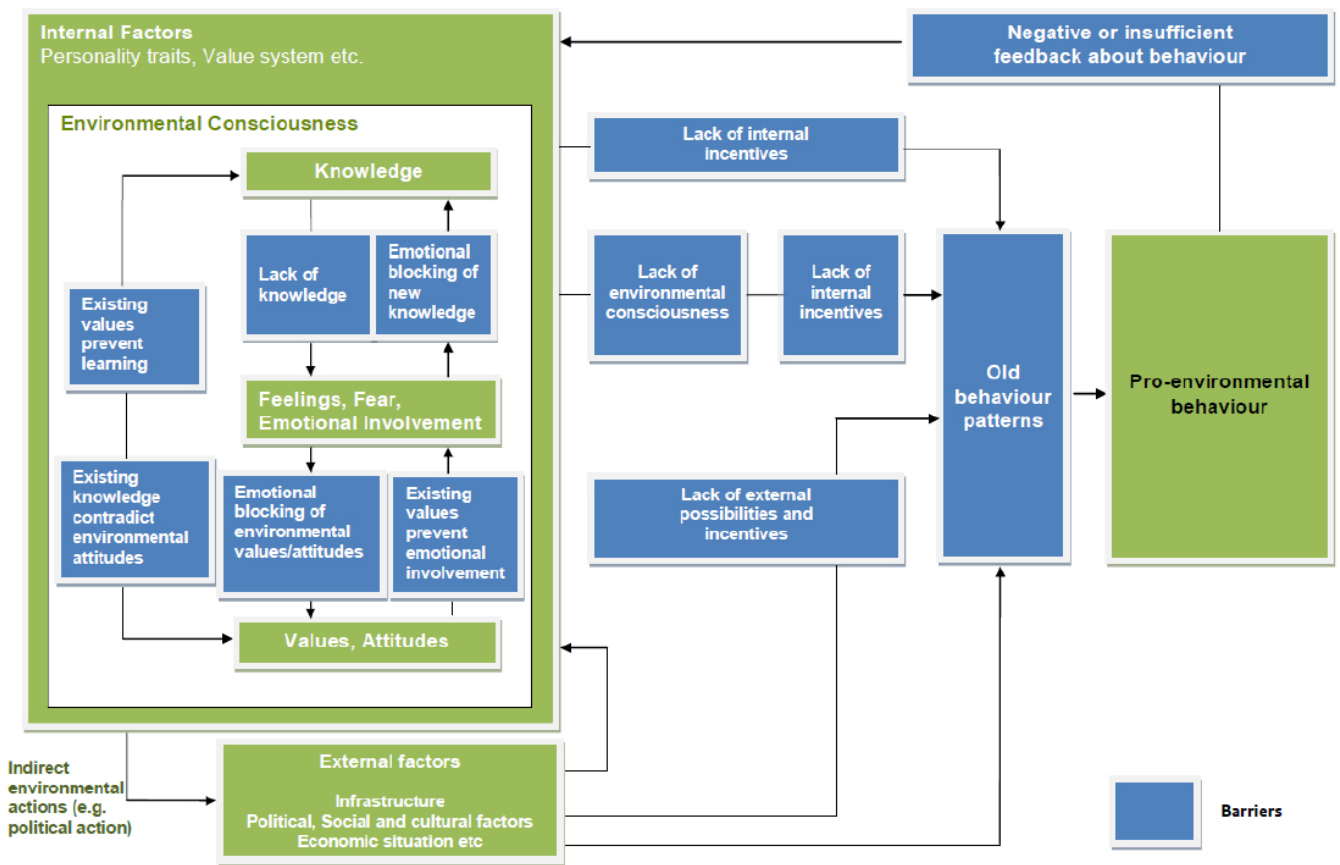 Internal Factors
Personality traits, Value system etc.
Negative or insufficient
feedback about behaviour
Environmental Consciousness
Lack of internal
incentives
Knowledge
Lack of
knowledge
Emotional
blocking of
new
knowledge
Existing
values
prevent
learning
Lack of
environmental
consciousness
Lack of
internal
incentives
Old
behaviour
patterns
Pro-environmental
behaviour
Feelings, Fear,
Emotional Involvement
Existing
knowledge
contradict
environmental
attitudes
Emotional
blocking of
environmental
values/attitudes
Existing
values
prevent
emotional
involvement
Lack of external
possibilities and
incentives
Values, Attitudes
Indirect
environmental
actions (e.g.
political action)
External factors
Infrastructure
Political, Social and cultural factors
Economic situation etc
Barriers